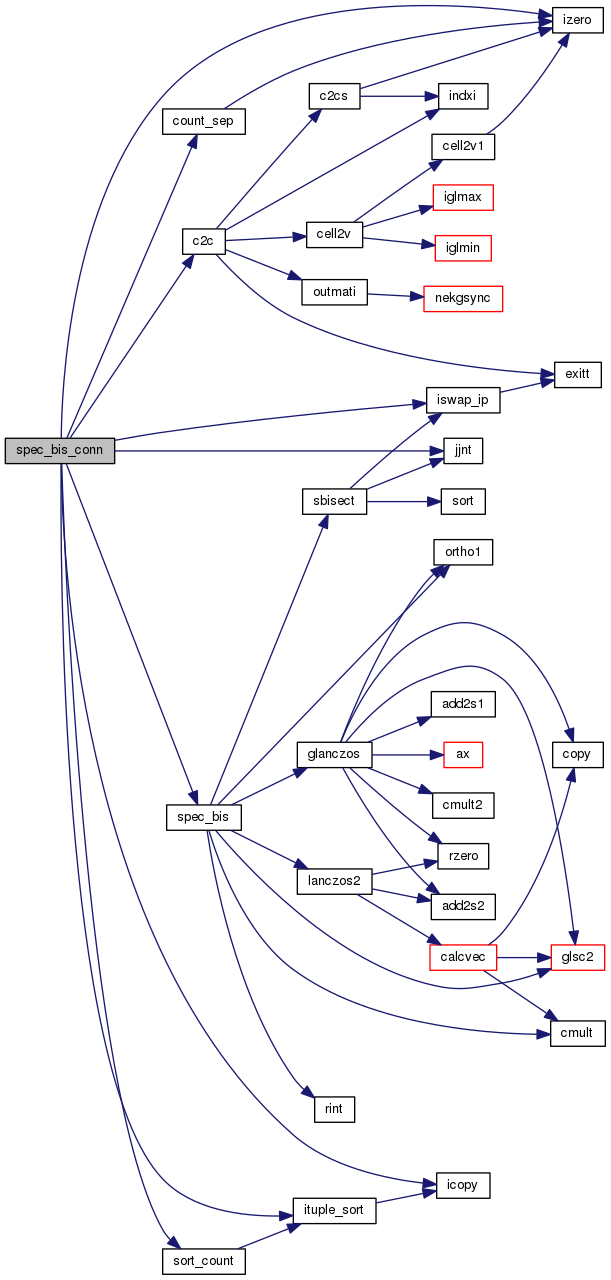 izero
c2cs
indxi
count_sep
cell2v1
iglmax
c2c
cell2v
iglmin
outmati
nekgsync
exitt
iswap_ip
spec_bis_conn
jjnt
sbisect
sort
ortho1
add2s1
glanczos
ax
copy
cmult2
spec_bis
rzero
lanczos2
add2s2
calcvec
glsc2
cmult
rint
icopy
ituple_sort
sort_count